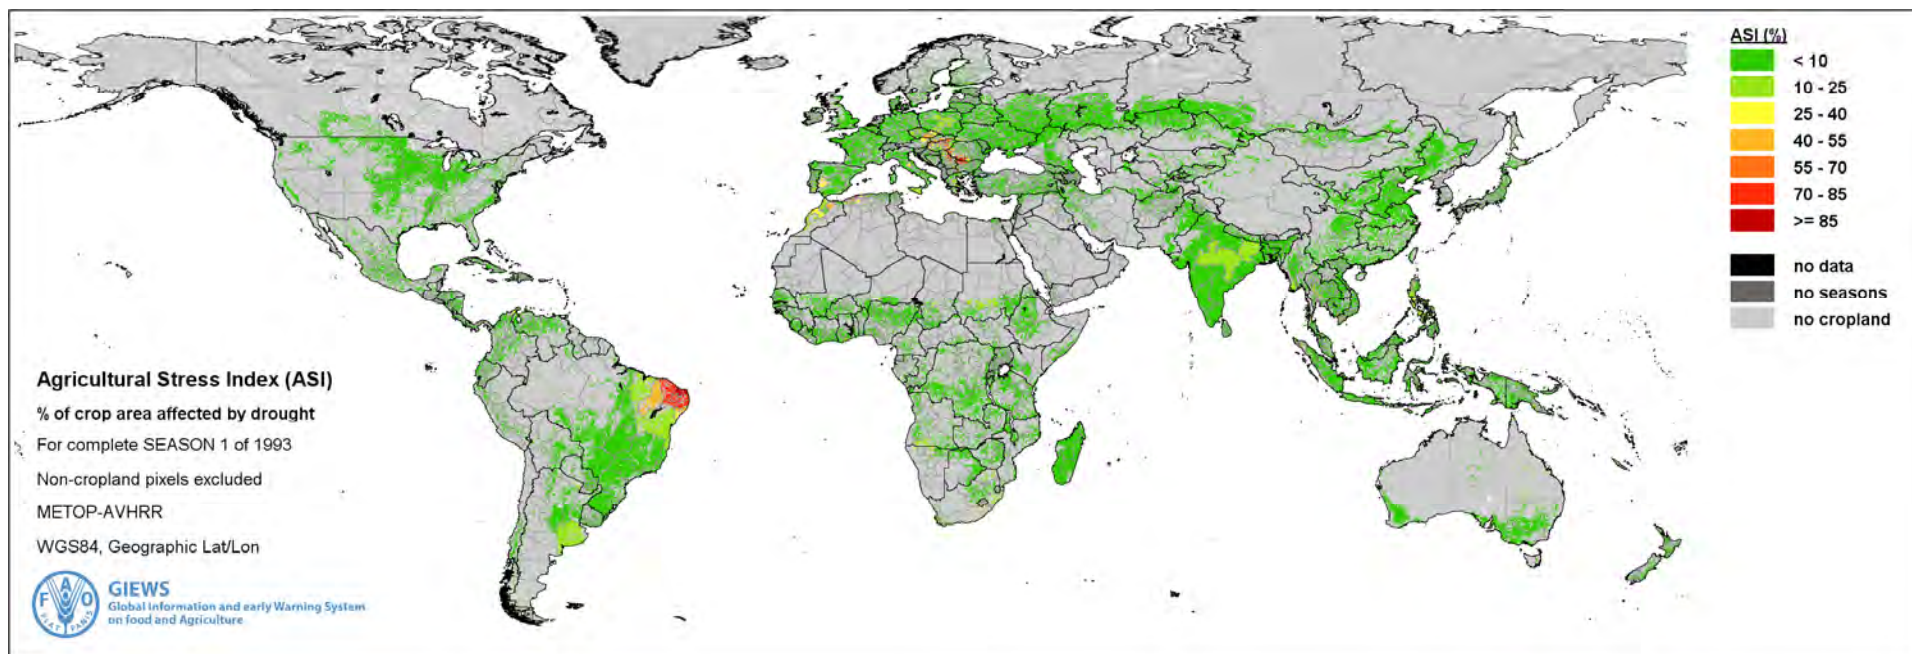 ASI (%)
< 10
10 - 25
25 - 40
40 - 55
55 - 70
70 - 85
>= 85
no data
no seasons
no cropland
Agricultural Stress Index (ASI)
% of crop area affected by drought
For complete SEASON 1 of 1993
Non-cropland pixels excluded
METOP-AVHRR
WGS84, Geographic Lat/Lon
F A O
FIAT PANIS
GIEWS
Global Information and early Warning System
on food and Agriculture